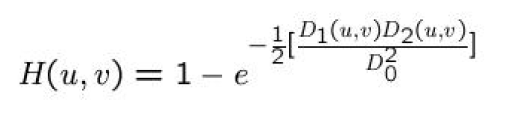 H(u, v) = 1 − e^{−\frac{1}{2}[\frac{D_1(u,v)D_2(u,v)}{D_0^2}]}